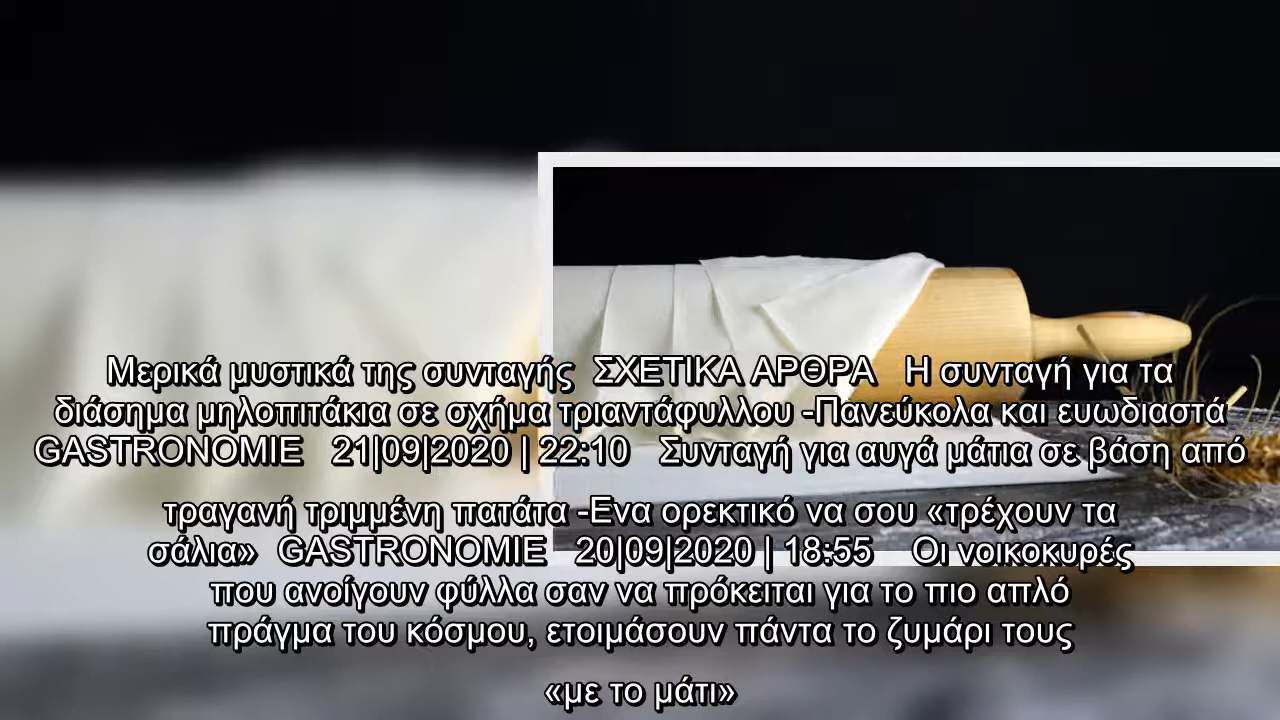 Μερικά μυστικά της συνταγής ΣΧΕΤΙΚΑ ΑΡΘΡΑ Η συνταγή για τα
διάσημα μηλοπιτάκια σε σχήμα τριαντάφυλλου -Πανεύκολα και ευωδιαστά
GASTRONOMIE 21|09|2020 | 22:10 Συνταγή για αυγά μάτια σε βάση από
τραγανή τριμμένη πατάτα -Ενα ορεκτικό να σου «τρέχουν τα
σάλια» GASTRONOMIE 20|09|2020 | 18:55 Οι νοικοκυρές
που ανοίγουν φύλλα σαν να πρόκειται για το πιο απλό
πράγμα του κόσμου, ετοιμάσουν πάντα το ζυμάρι τους
«με το μάτι»